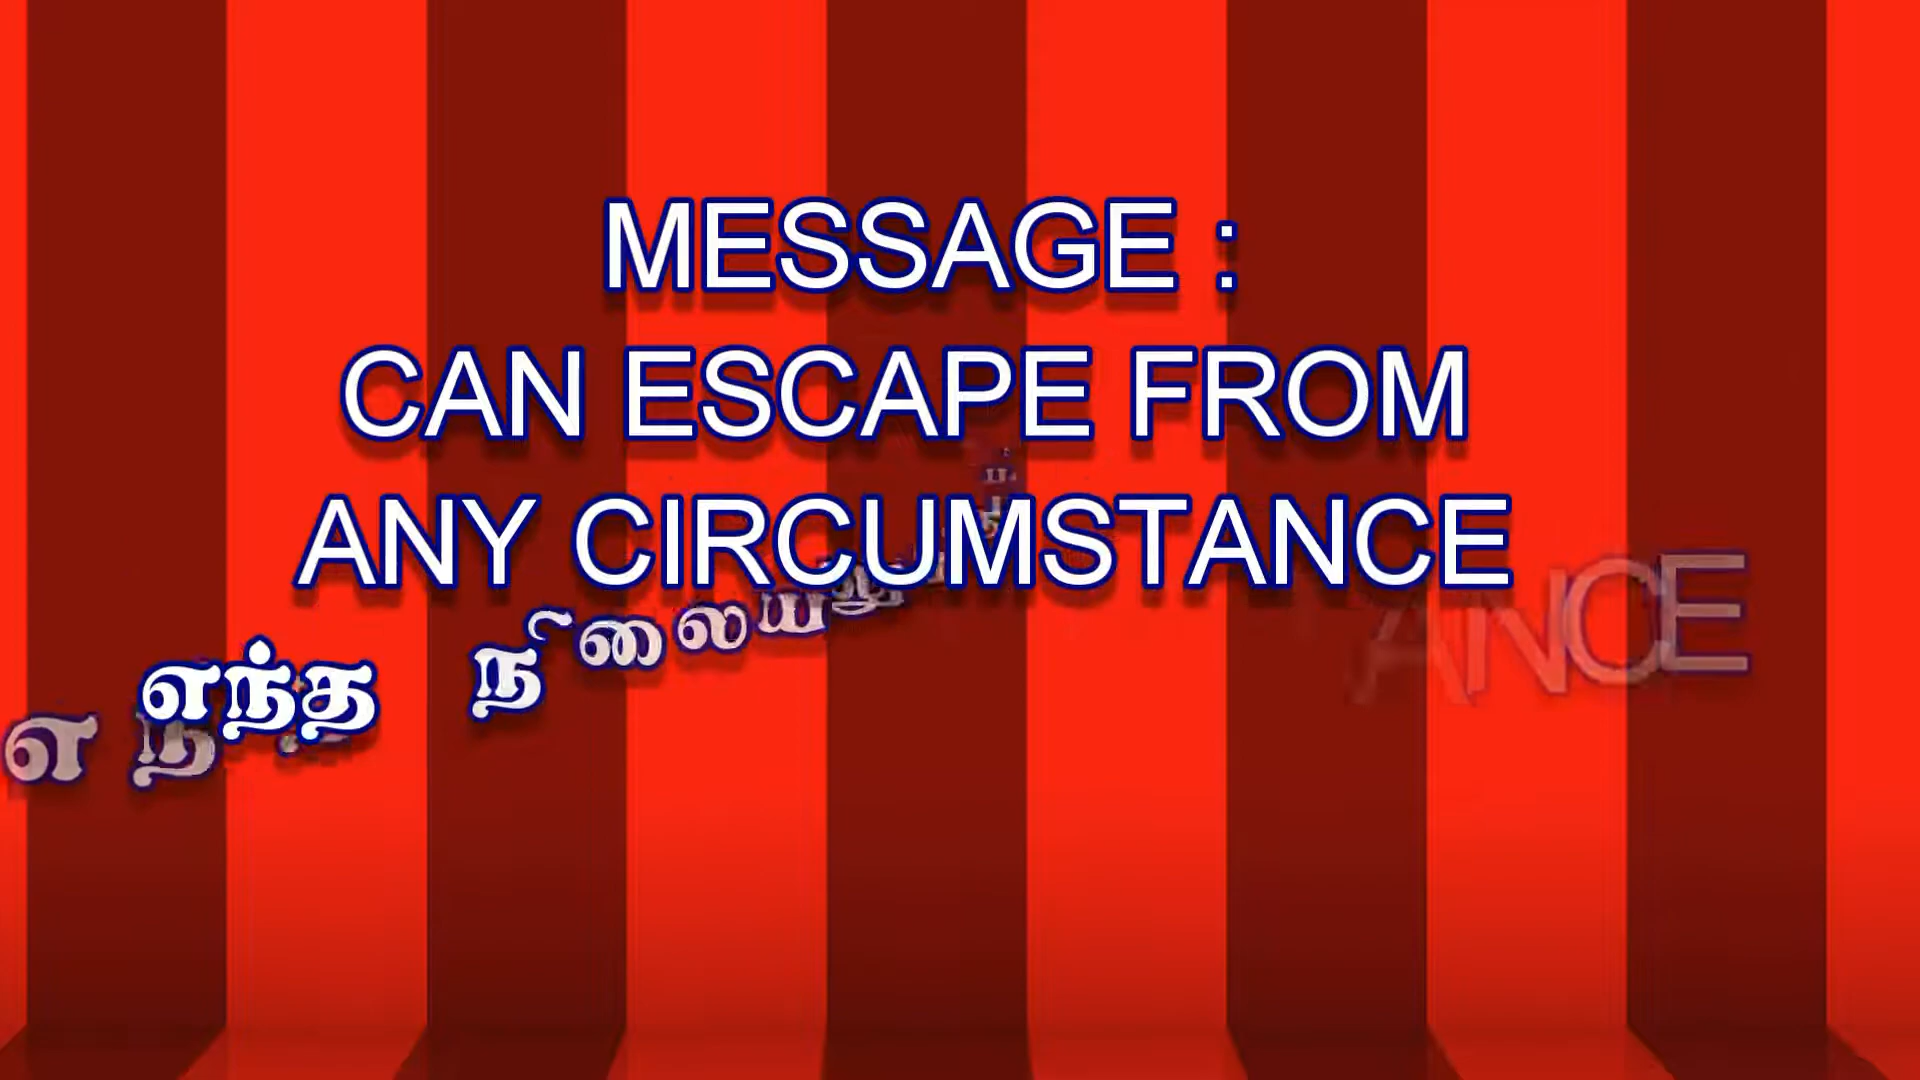 MESSAGE :
CAN ESCAPE FROM
ANY CIRCUMSTANCE
எந்த